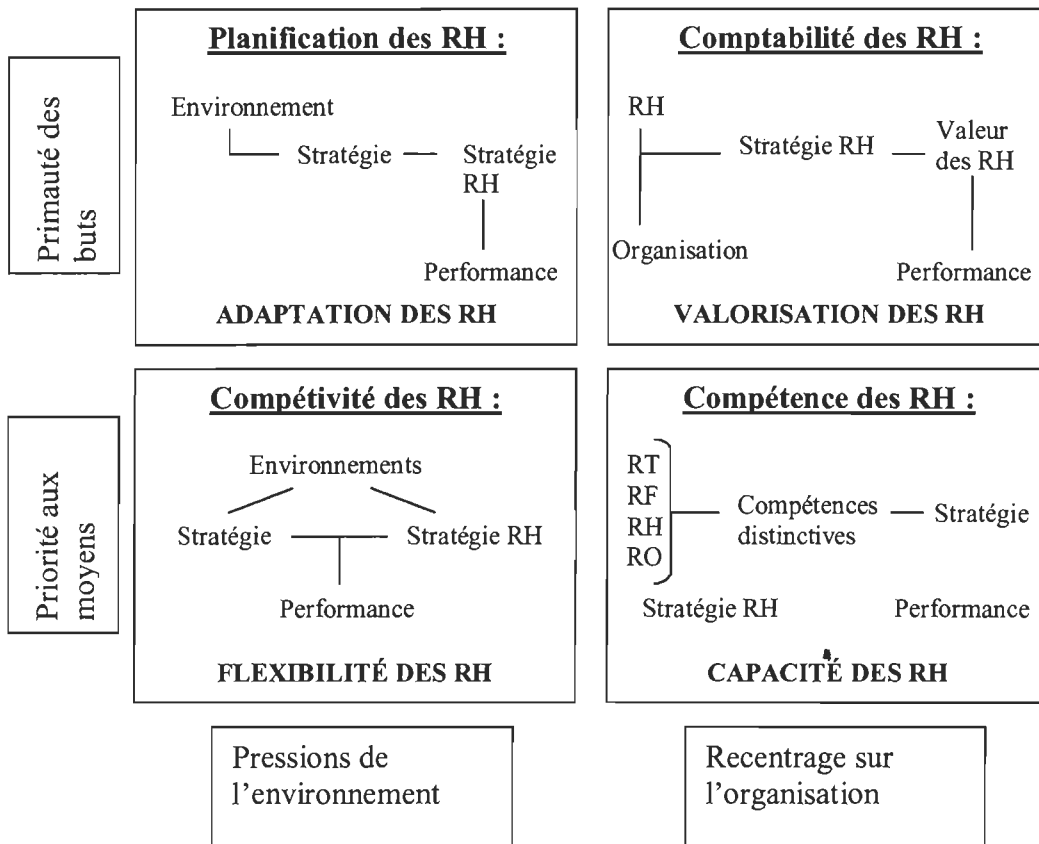 Primauté des
buts
Planification des RH :
Environnement
Stratégie
Stratégie
RH
Performance
ADAPTATION DES RH
Comptabilité des RH :
RH
Stratégie RH
Valeur
des RH
Organisation
Performance
VALORISATION DES RH
Priorité aux
moyens
Compétivité des RH :
Environnements
Stratégie
Stratégie RH
Performance
FLEXIBILITÉ DES RH
Compétence des RH :
RT
RF
RH
RO
Compétences
distinctives
Stratégie
Stratégie RH
Performance
CAPACITÉ DES RH
Pressions de
l’environnement
Recentrage sur
l’organisation